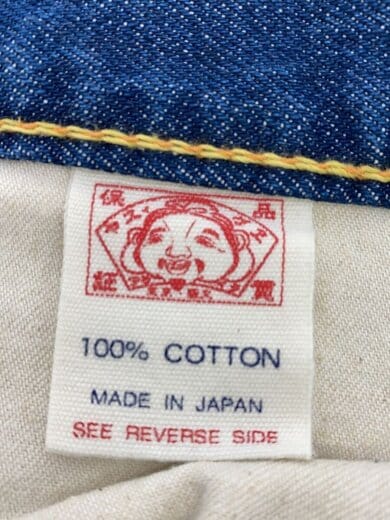 保 品
証 質
100% COTTON
MADE IN JAPAN
SEE REVERSE SIDE